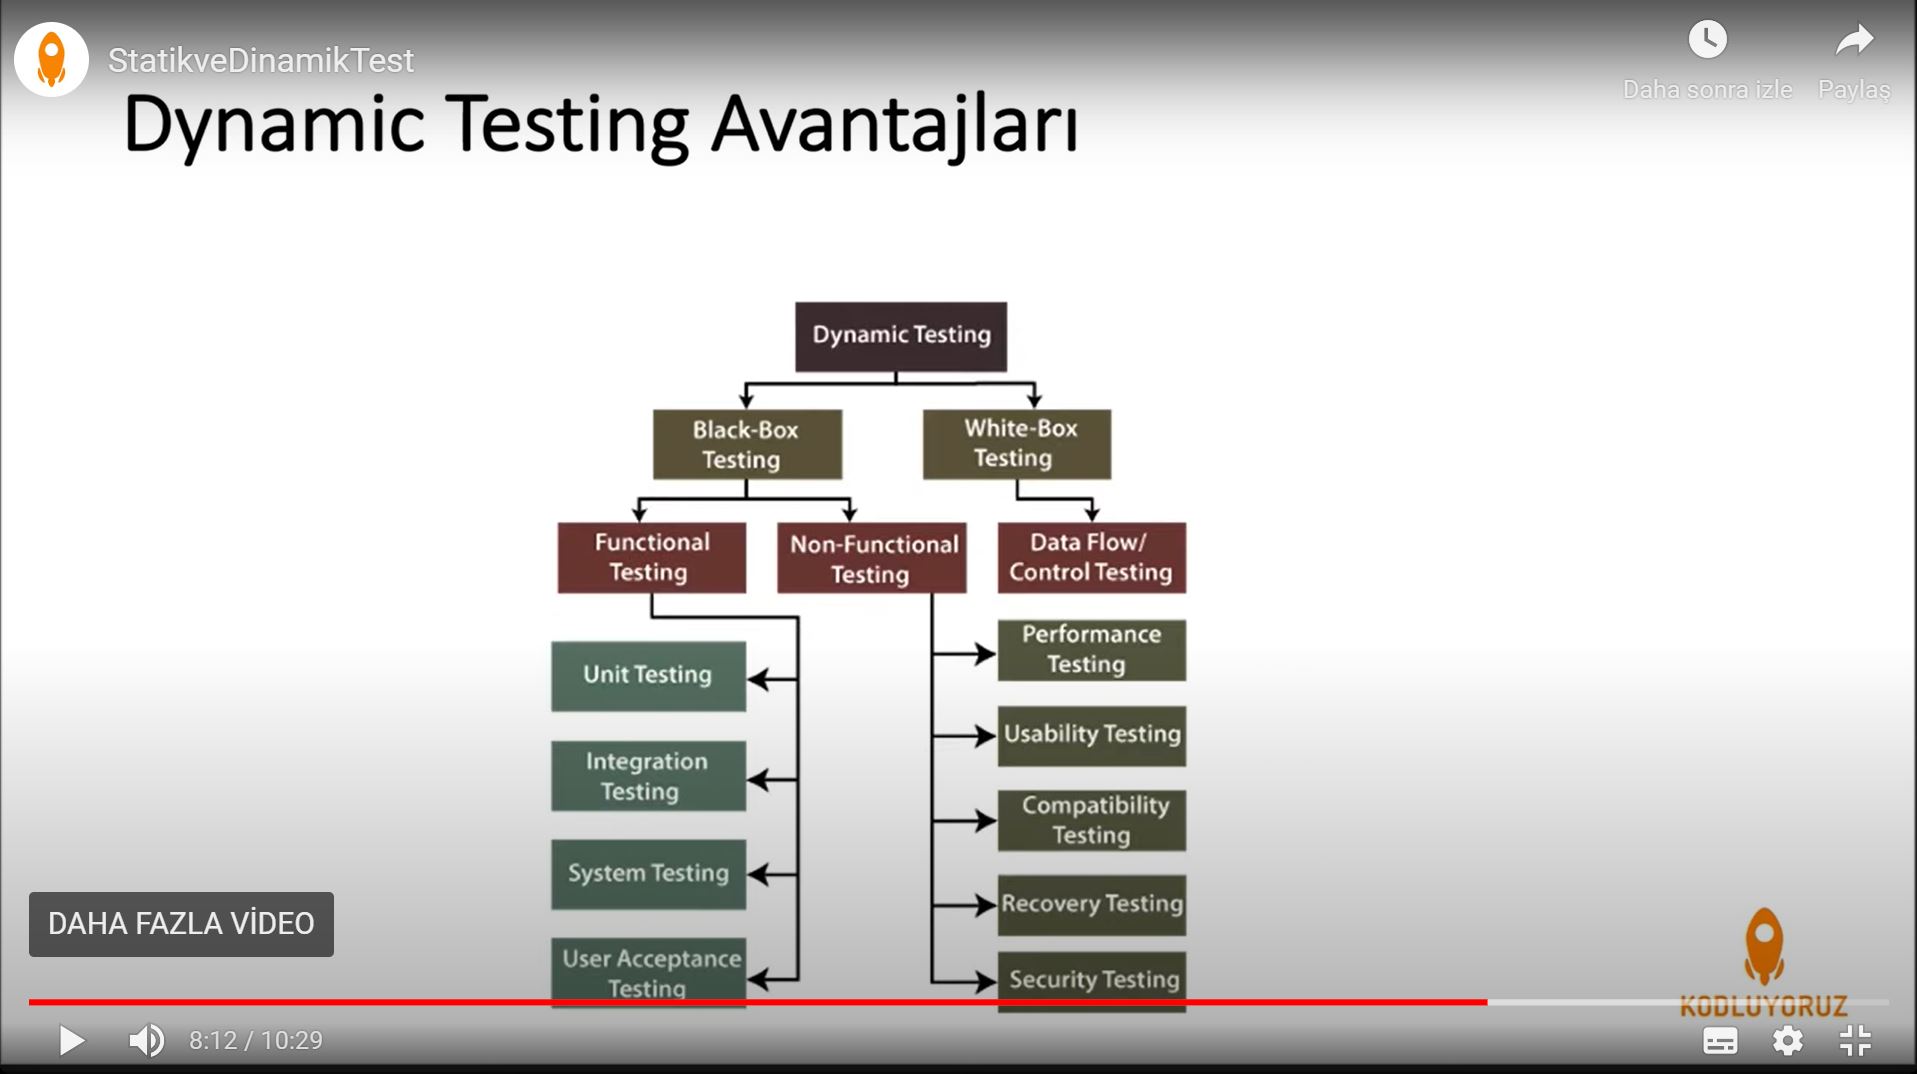 StatikveDinamikTest
Daha sonra izle
Paylaş
Dynamic Testing Avantajları
Dynamic Testing
Black-Box
Testing
White-Box
Testing
Functional
Testing
Non-Functional
Testing
Data Flow/
Control Testing
Unit Testing
Integration
Testing
System Testing
User Acceptance
Testing
Performance
Testing
Usability Testing
Compatibility
Testing
Recovery Testing
Security Testing
DAHA FAZLA VİDEO
KODLUYORUZ
8:12 / 10:29